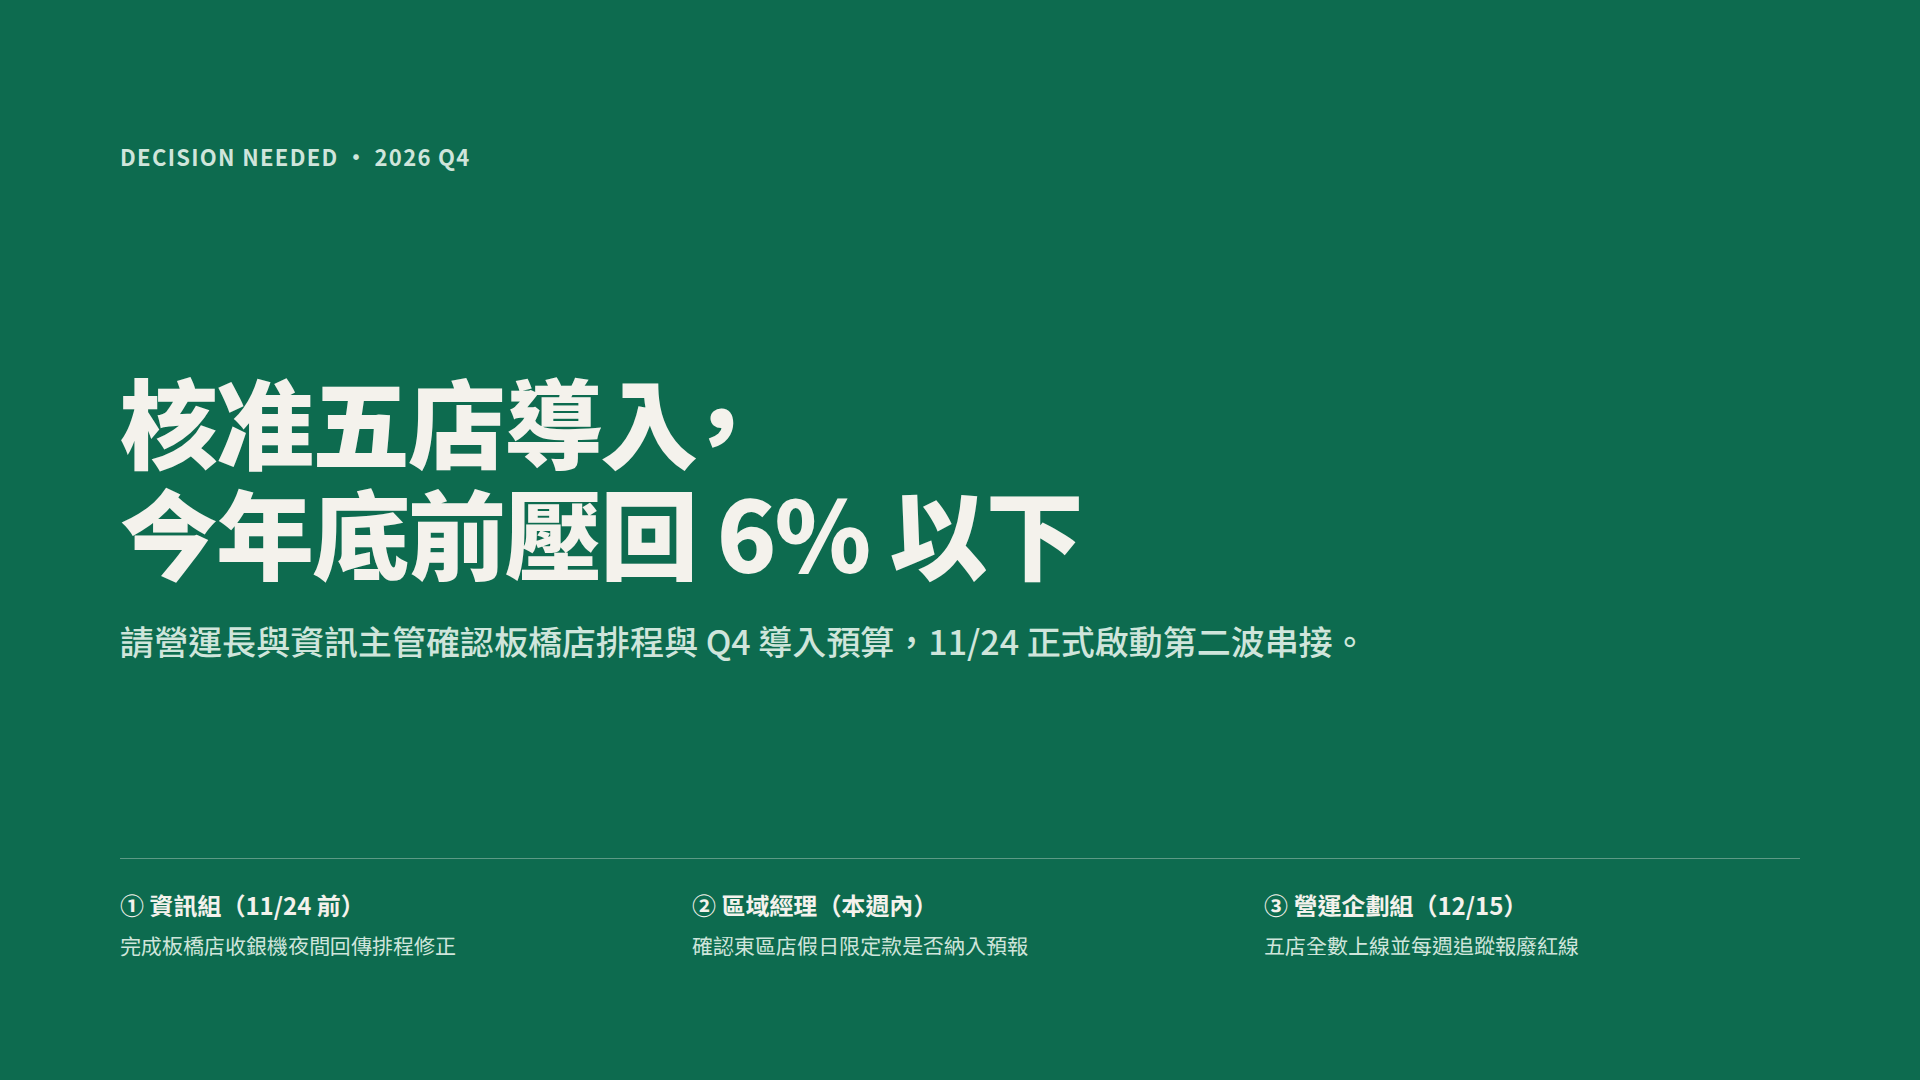 DECISION NEEDED ・ 2026 Q4
核准五店導入，
今年底前壓回 6% 以下
請營運長與資訊主管確認板橋店排程與 Q4 導入預算，11/24 正式啟動第二波串接。
① 資訊組（11/24 前）
完成板橋店收銀機夜間回傳排程修正
② 區域經理（本週內）
確認東區店假日限定款是否納入預報
③ 營運企劃組（12/15）
五店全數上線並每週追蹤報廢紅線